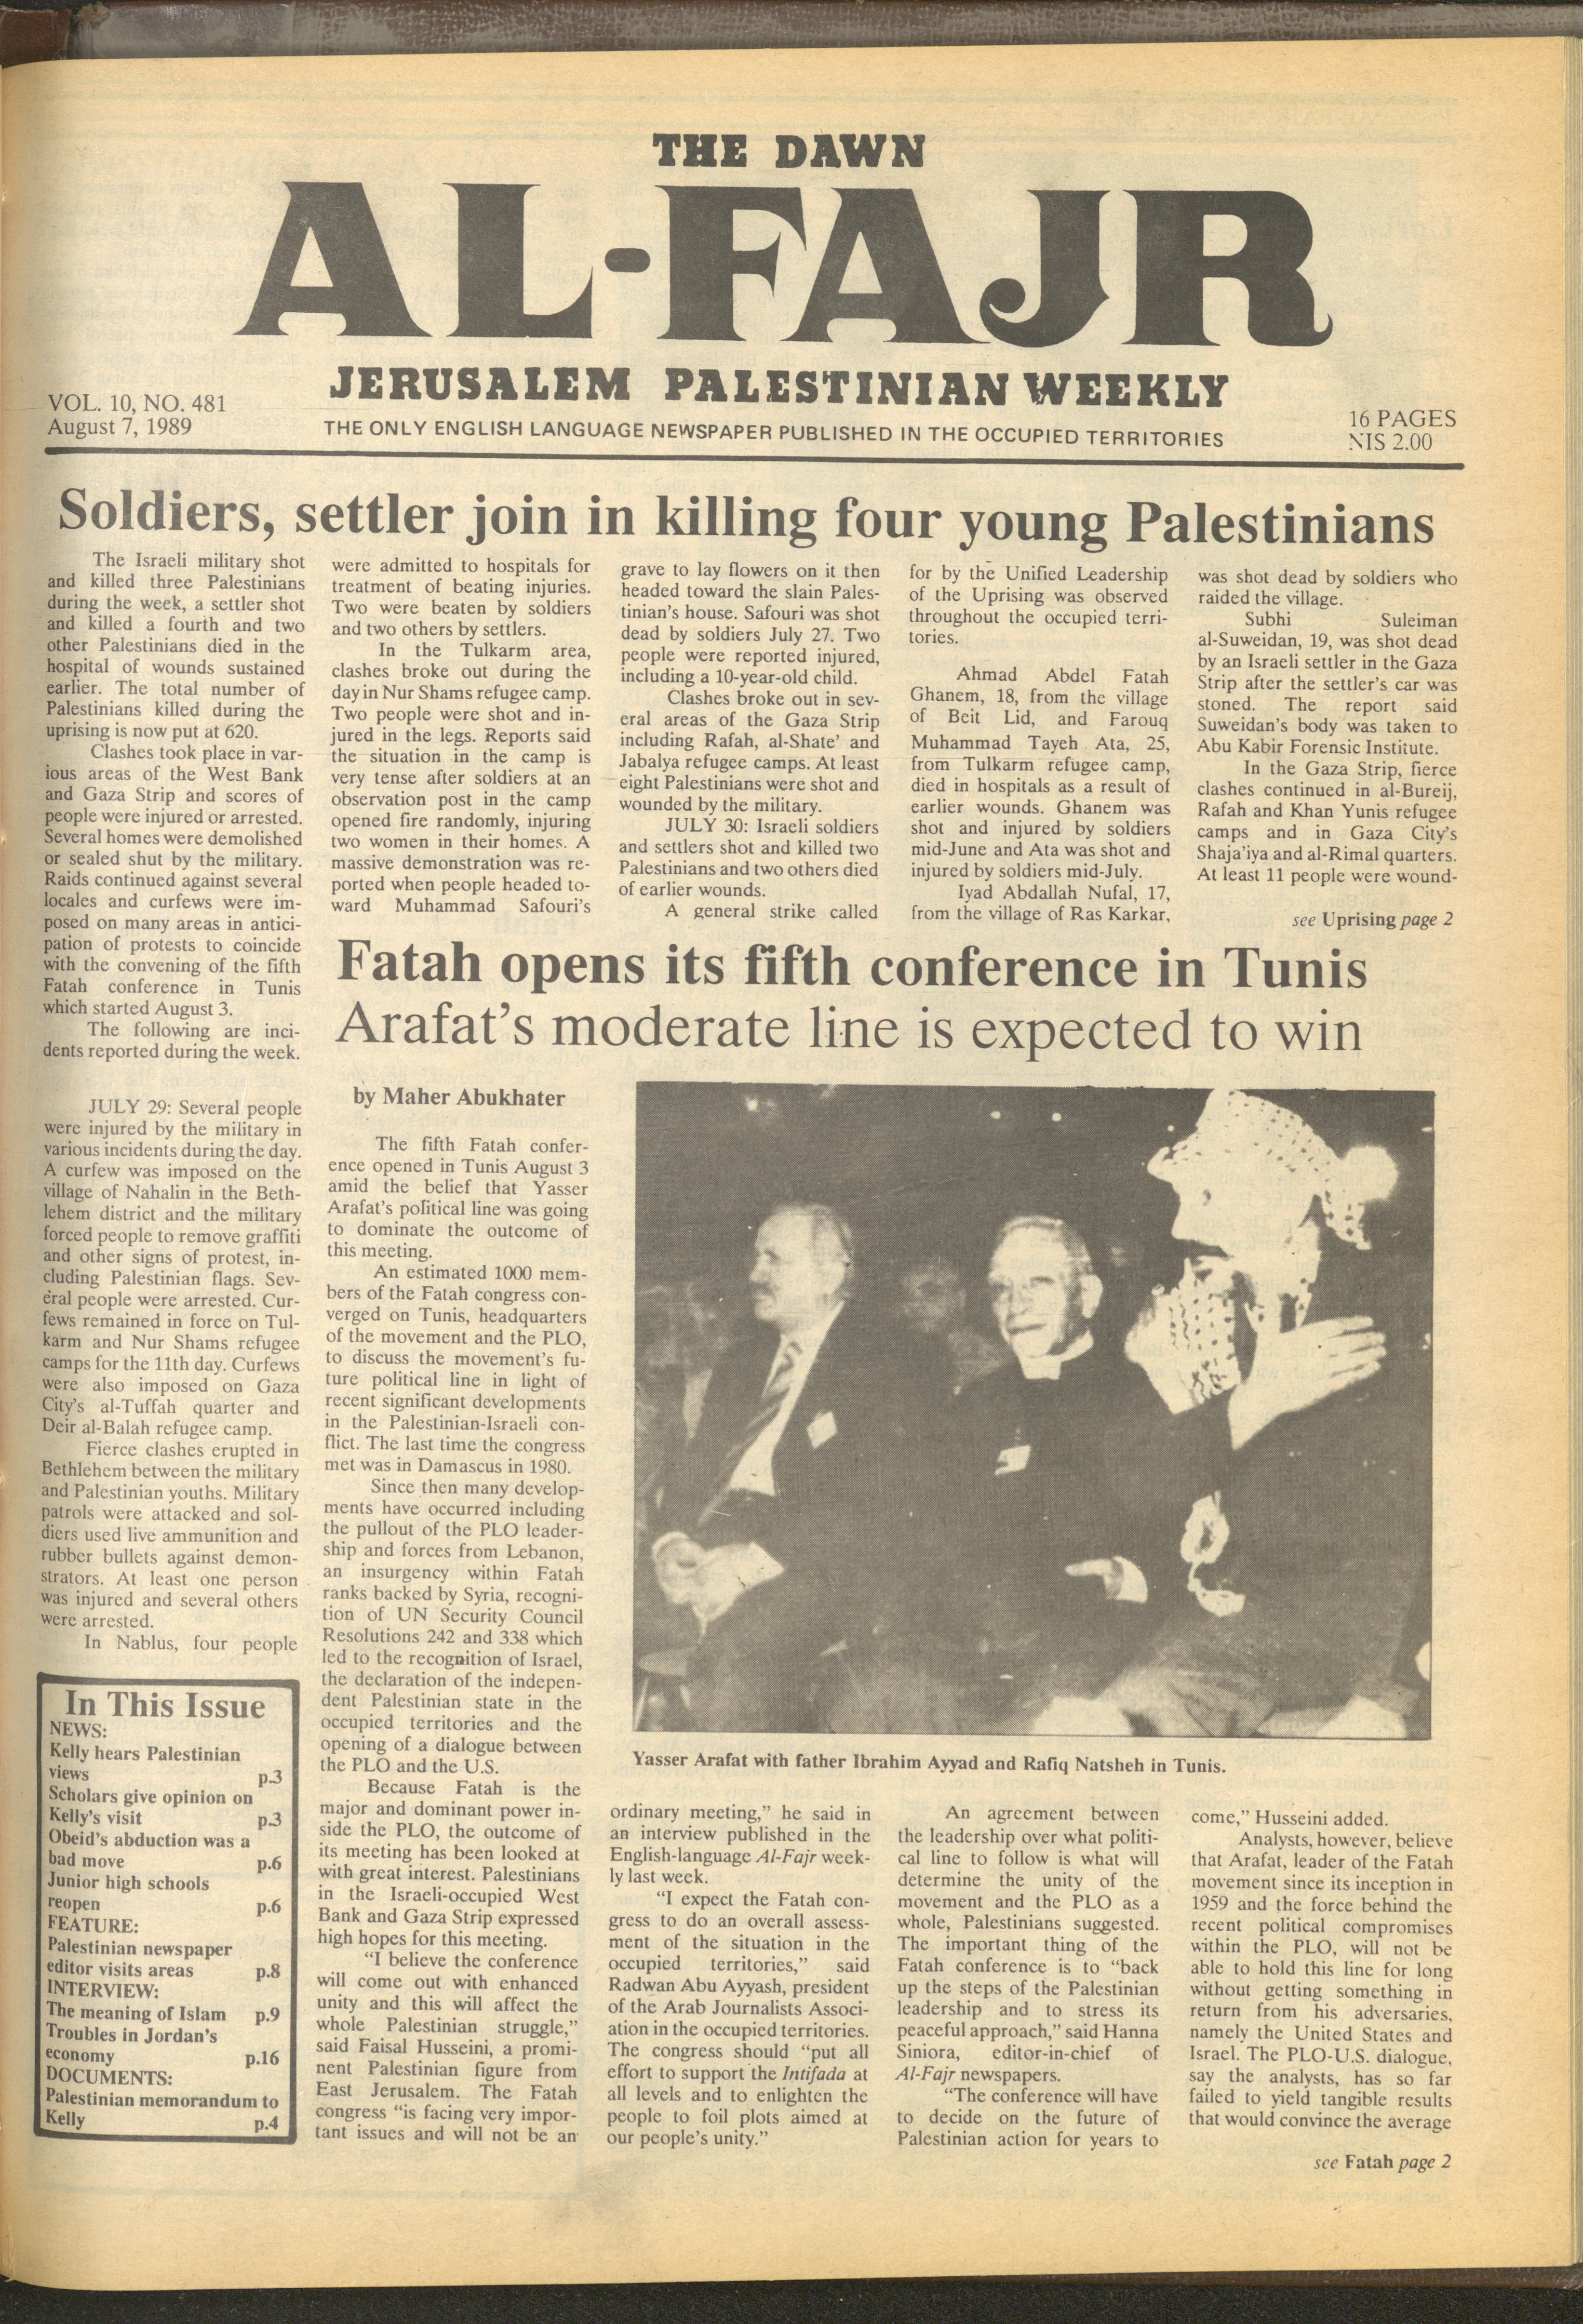 THE DAWN
AL-FAJR
JERUSALEM PALESTINIAN WEEKLY
VOL. 10, NO. 481
August 7, 1989
THE ONLY ENGLISH LANGUAGE NEWSPAPER PUBLISHED IN THE OCCUPIED TERRITORIES
16 PAGES
NIS 2.00
Soldiers, settler join in killing four young Palestinians
The Israeli military shot
and killed three Palestinians
during the week, a settler shot
and killed a fourth and two
other Palestinians died in the
hospital of wounds sustained
earlier. The total number of
Palestinians killed during the
uprising is now put at 620.
Clashes took place in var-
ious areas of the West Bank
and Gaza Strip and scores of
people were injured or arrested.
Several homes were demolished
or sealed shut by the military.
Raids continued against several
locales and curfews were im-
posed on many areas in antici-
pation of protests to coincide
with the convening of the fifth
Fatah conference in Tunis
which started August 3.
The following are inci-
dents reported during the week.
JULY 29: Several people
were injured by the military in
various incidents during the day.
A curfew was imposed on the
village of Nahalin in the Beth-
lehem district and the military
forced people to remove graffiti
and other signs of protest, in-
cluding Palestinian flags. Sev-
eral people were arrested. Cur-
fews remained in force on Tul-
karm and Nur Shams refugee
camps for the 11th day. Curfews
were also imposed on Gaza
City's al-Tuffah quarter and
Deir al-Balah refugee camp.
Fierce clashes erupted in
Bethlehem between the military
and Palestinian youths. Military
patrols were attacked and sol-
diers used live ammunition and
rubber bullets against demon-
strators. At least one person
was injured and several others
were arrested.
In Nablus, four people
were admitted to hospitals for
treatment of beating injuries.
Two were beaten by soldiers
and two others by settlers.
In the Tulkarm area,
clashes broke out during the
day in Nur Shams refugee camp.
Two people were shot and in-
jured in the legs. Reports said
the situation in the camp is
very tense after soldiers at an
observation post in the camp
opened fire randomly, injuring
two women in their homes. A
massive demonstration was re-
ported when people headed to-
ward Muhammad Safouri's
grave to lay flowers on it then
headed toward the slain Pales-
tinian's house. Safouri was shot
dead by soldiers July 27. Two
people were reported injured,
including a 10-year-old child.
Clashes broke out in sev-
eral areas of the Gaza Strip
including Rafah, al-Shate' and
Jabalya refugee camps. At least
eight Palestinians were shot and
wounded by the military.
JULY 30: Israeli soldiers
and settlers shot and killed two
Palestinians and two others died
of earlier wounds.
A general strike called
for by the Unified Leadership
of the Uprising was observed
throughout the occupied terri-
tories.
Ahmad Abdel Fatah
Ghanem, 18, from the village
of Beit Lid, and Farouq
Muhammad Tayeh Ata, 25,
from Tulkarm refugee camp,
died in hospitals as a result of
earlier wounds. Ghanem was
shot and injured by soldiers
mid-June and Ata was shot and
injured by soldiers mid-July.
Iyad Abdallah Nufal, 17,
from the village of Ras Karkar,
was shot dead by soldiers who
raided the village.
Subhi Suleiman
al-Suweidan, 19, was shot dead
by an Israeli settler in the Gaza
Strip after the settler's car was
stoned. The report said
Suweidan's body was taken to
Abu Kabir Forensic Institute.
In the Gaza Strip, fierce
clashes continued in al-Bureij,
Rafah and Khan Yunis refugee
camps and in Gaza City's
Shaja'iya and al-Rimal quarters.
At least 11 people were wound-
see Uprising page 2
Fatah opens its fifth conference in Tunis
Arafat's moderate line is expected to win
by Maher Abukhater
The fifth Fatah confer-
ence opened in Tunis August 3
amid the belief that Yasser
Arafat's political line was going
to dominate the outcome of
this meeting.
An estimated 1000 mem-
bers of the Fatah congress con-
verged on Tunis, headquarters
of the movement and the PLO,
to discuss the movement's fu-
ture political line in light of
recent significant developments
in the Palestinian-Israeli con-
flict. The last time the congress
met was in Damascus in 1980.
Since then many develop-
ments have occurred including
the pullout of the PLO leader-
ship and forces from Lebanon,
an insurgency within Fatah
ranks backed by Syria, recogni-
tion of UN Security Council
Resolutions 242 and 338 which
led to the recognition of Israel,
the declaration of the indepen-
dent Palestinian state in the
occupied territories and the
opening of a dialogue between
the PLO and the U.S.
Because Fatah is the
major and dominant power in-
side the PLO, the outcome of
its meeting has been looked at
with great interest. Palestinians
in the Israeli-occupied West
Bank and Gaza Strip expressed
high hopes for this meeting.
"I believe the conference
will come out with enhanced
unity and this will affect the
whole Palestinian struggle,"
said Faisal Husseini, a promi-
nent Palestinian figure from
East Jerusalem. The Fatah
congress "is facing very impor-
tant issues and will not be an
Yasser Arafat with father Ibrahim Ayyad and Rafiq Natsheh in Tunis.
ordinary meeting," he said in
an interview published in the
English-language Al-Fajr week-
ly last week.
"I expect the Fatah con-
gress to do an overall assess-
ment of the situation in the
occupied territories," said
Radwan Abu Ayyash, president
of the Arab Journalists Associ-
ation in the occupied territories.
The congress should "put all
effort to support the Intifada at
all levels and to enlighten the
people to foil plots aimed at
our people's unity."
An agreement between
the leadership over what politi-
cal line to follow is what will
determine the unity of the
movement and the PLO as a
whole, Palestinians suggested.
The important thing of the
Fatah conference is to "back
up the steps of the Palestinian
leadership and to stress its
peaceful approach," said Hanna
Siniora, editor-in-chief of
Al-Fajr newspapers.
"The conference will have
to decide on the future of
Palestinian action for years to
come," Husseini added.
Analysts, however, believe
that Arafat, leader of the Fatah
movement since its inception in
1959 and the force behind the
recent political compromises
within the PLO, will not be
able to hold this line for long
without getting something in
return from his adversaries,
namely the United States and
Israel. The PLO-U.S. dialogue,
say the analysts, has so far
failed to yield tangible results
that would convince the average
see Fatah page 2
In This Issue
NEWS:
Kelly hears Palestinian
views p.3
Scholars give opinion on
Kelly's visit p.3
Obeid's abduction was a
bad move p.6
Junior high schools
reopen p.6
FEATURE:
Palestinian newspaper
editor visits areas p.8
INTERVIEW:
The meaning of Islam p.9
Troubles in Jordan's
economy p.16
DOCUMENTS:
Palestinian memorandum to
Kelly p.4